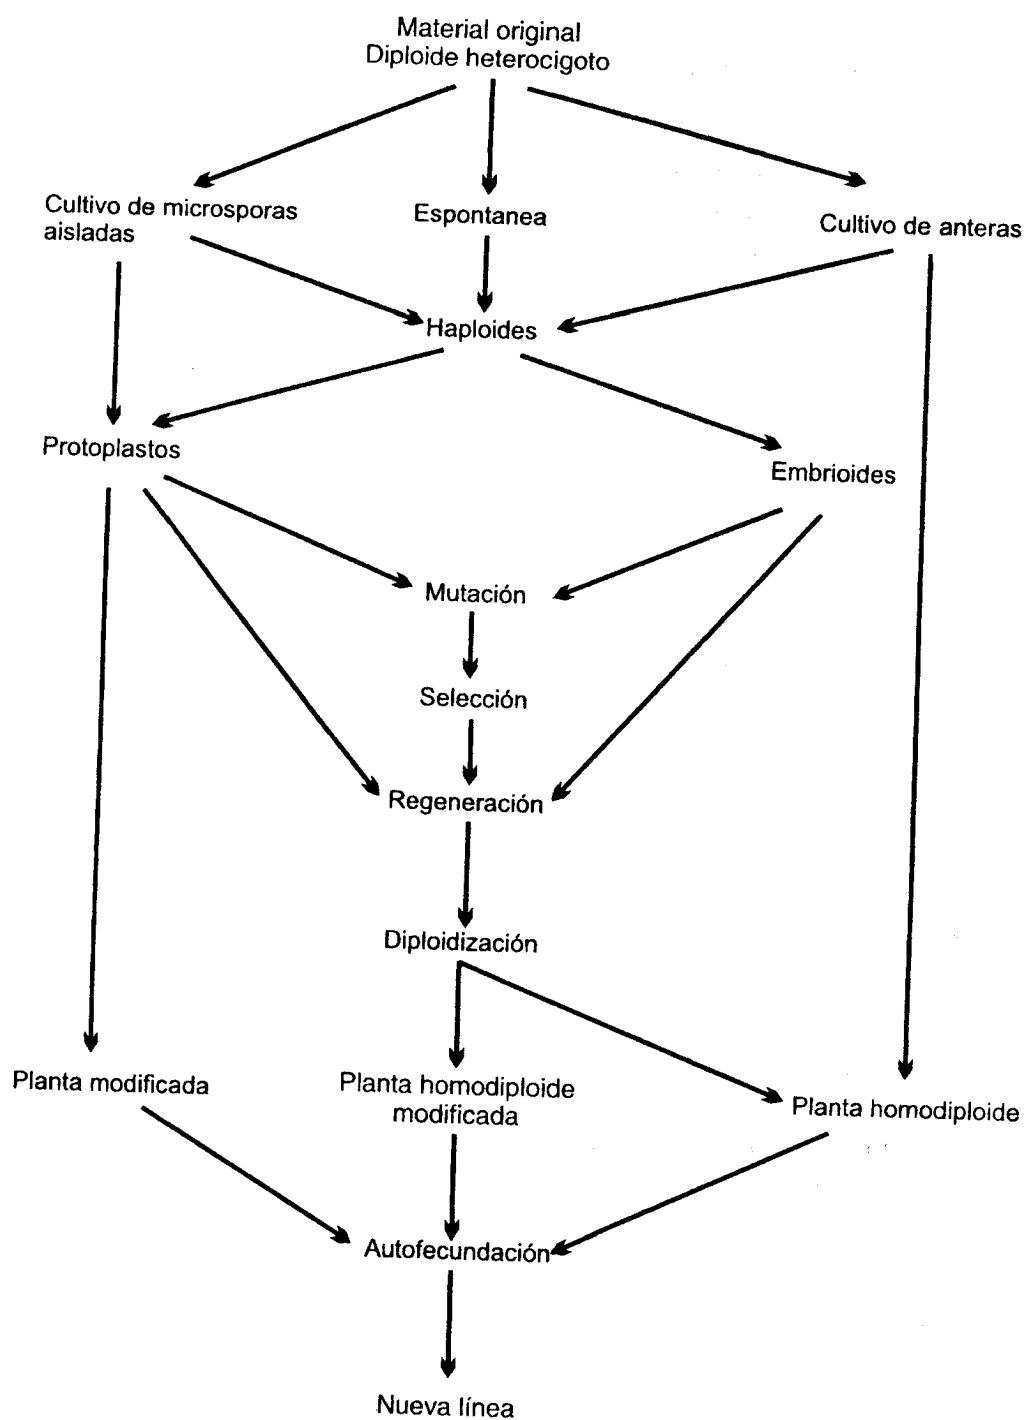 Material original
Diploide heterocigoto
Cultivo de microsporas
aisladas
Espontanea
Cultivo de anteras
Haploides
Protoplastos
Embrioides
Mutación
Selección
Regeneración
Diploidización
Planta modificada
Planta homodiploide
modificada
Planta homodiploide
Autofecundación
Nueva línea